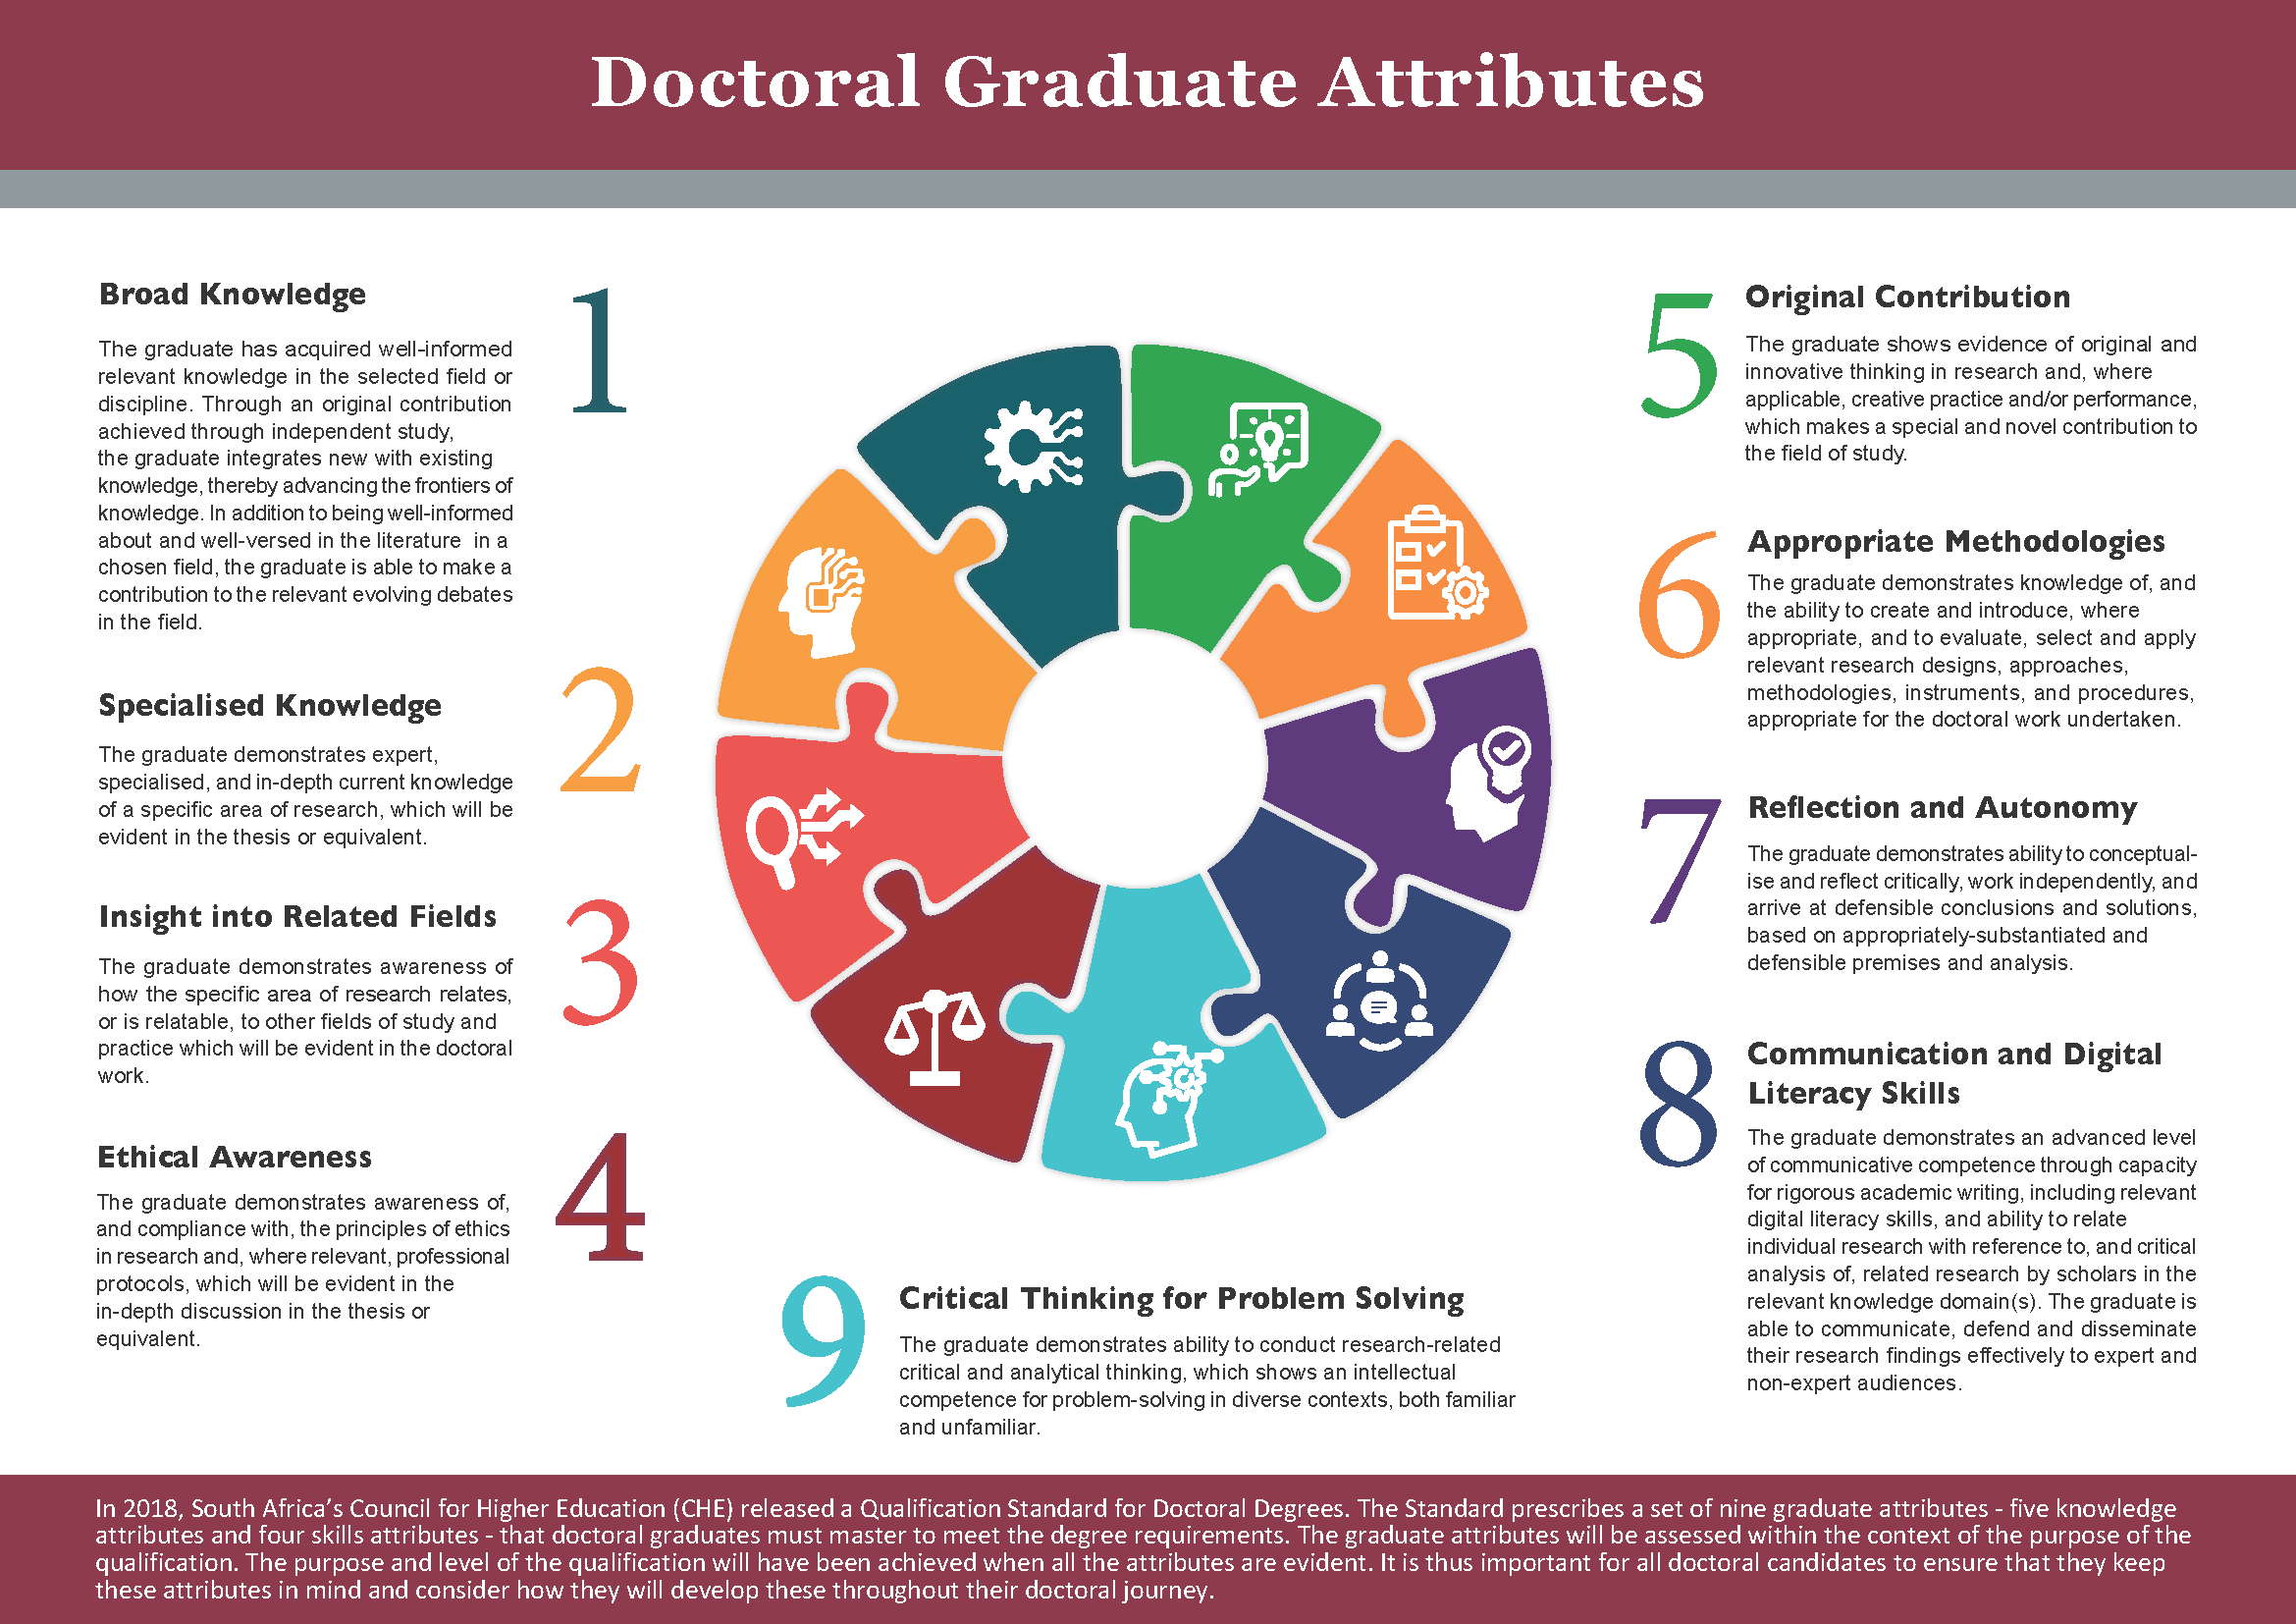 Doctoral Graduate Attributes
1
Broad Knowledge
The graduate has acquired well-informed
relevant knowledge in the selected field or
discipline. Through an original contribution
achieved through independent study,
the graduate integrates new with existing
knowledge, thereby advancing the frontiers of
knowledge. In addition to being well-informed
about and well-versed in the literature in a
chosen field, the graduate is able to make a
contribution to the relevant evolving debates
in the field.
2
Specialised Knowledge
The graduate demonstrates expert,
specialised, and in-depth current knowledge
of a specific area of research, which will be
evident in the thesis or equivalent.
3
Insight into Related Fields
The graduate demonstrates awareness of
how the specific area of research relates,
or is relatable, to other fields of study and
practice which will be evident in the doctoral
work.
4
Ethical Awareness
The graduate demonstrates awareness of,
and compliance with, the principles of ethics
in research and, where relevant, professional
protocols, which will be evident in the
in-depth discussion in the thesis or
equivalent.
5
Original Contribution
The graduate shows evidence of original and
innovative thinking in research and, where
applicable, creative practice and/or performance,
which makes a special and novel contribution to
the field of study.
6
Appropriate Methodologies
The graduate demonstrates knowledge of, and
the ability to create and introduce, where
appropriate, and to evaluate, select and apply
relevant research designs, approaches,
methodologies, instruments, and procedures,
appropriate for the doctoral work undertaken.
7
Reflection and Autonomy
The graduate demonstrates ability to conceptual-
ise and reflect critically, work independently, and
arrive at defensible conclusions and solutions,
based on appropriately-substantiated and
defensible premises and analysis.
8
Communication and Digital
Literacy Skills
The graduate demonstrates an advanced level
of communicative competence through capacity
for rigorous academic writing, including relevant
digital literacy skills, and ability to relate
individual research with reference to, and critical
analysis of, related research by scholars in the
relevant knowledge domain(s). The graduate is
able to communicate, defend and disseminate
their research findings effectively to expert and
non-expert audiences.
9
Critical Thinking for Problem Solving
The graduate demonstrates ability to conduct research-related
critical and analytical thinking, which shows an intellectual
competence for problem-solving in diverse contexts, both familiar
and unfamiliar.
In 2018, South Africa’s Council for Higher Education (CHE) released a Qualification Standard for Doctoral Degrees. The Standard prescribes a set of nine graduate attributes - five knowledge
attributes and four skills attributes - that doctoral graduates must master to meet the degree requirements. The graduate attributes will be assessed within the context of the purpose of the
qualification. The purpose and level of the qualification will have been achieved when all the attributes are evident. It is thus important for all doctoral candidates to ensure that they keep
these attributes in mind and consider how they will develop these throughout their doctoral journey.